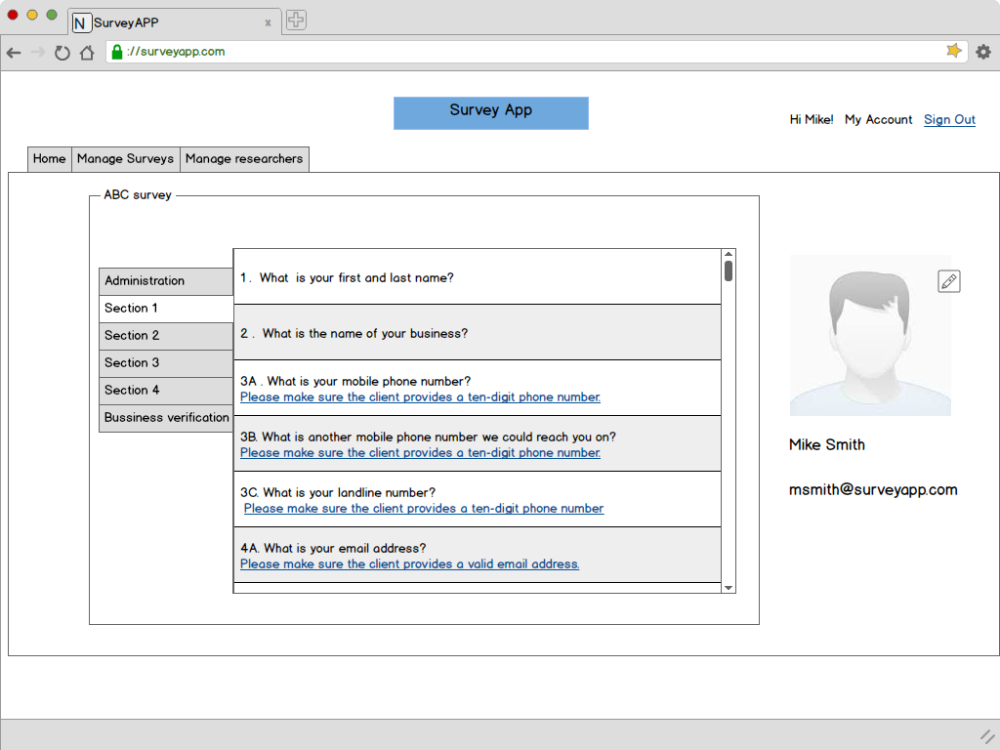 N SurveyAPP x
://surveyapp.com
Survey App
Hi Mike! My Account Sign Out
Home Manage Surveys Manage researchers
ABC survey
Administration
Section 1
Section 2
Section 3
Section 4
Bussiness verification
1. What is your first and last name?
2 . What is the name of your business?
3A . What is your mobile phone number?
Please make sure the client provides a ten-digit phone number.
3B. What is another mobile phone number we could reach you on?
Please make sure the client provides a ten-digit phone number.
3C. What is your landline number?
Please make sure the client provides a ten-digit phone number
4A. What is your email address?
Please make sure the client provides a valid email address.
Mike Smith
msmith@surveyapp.com